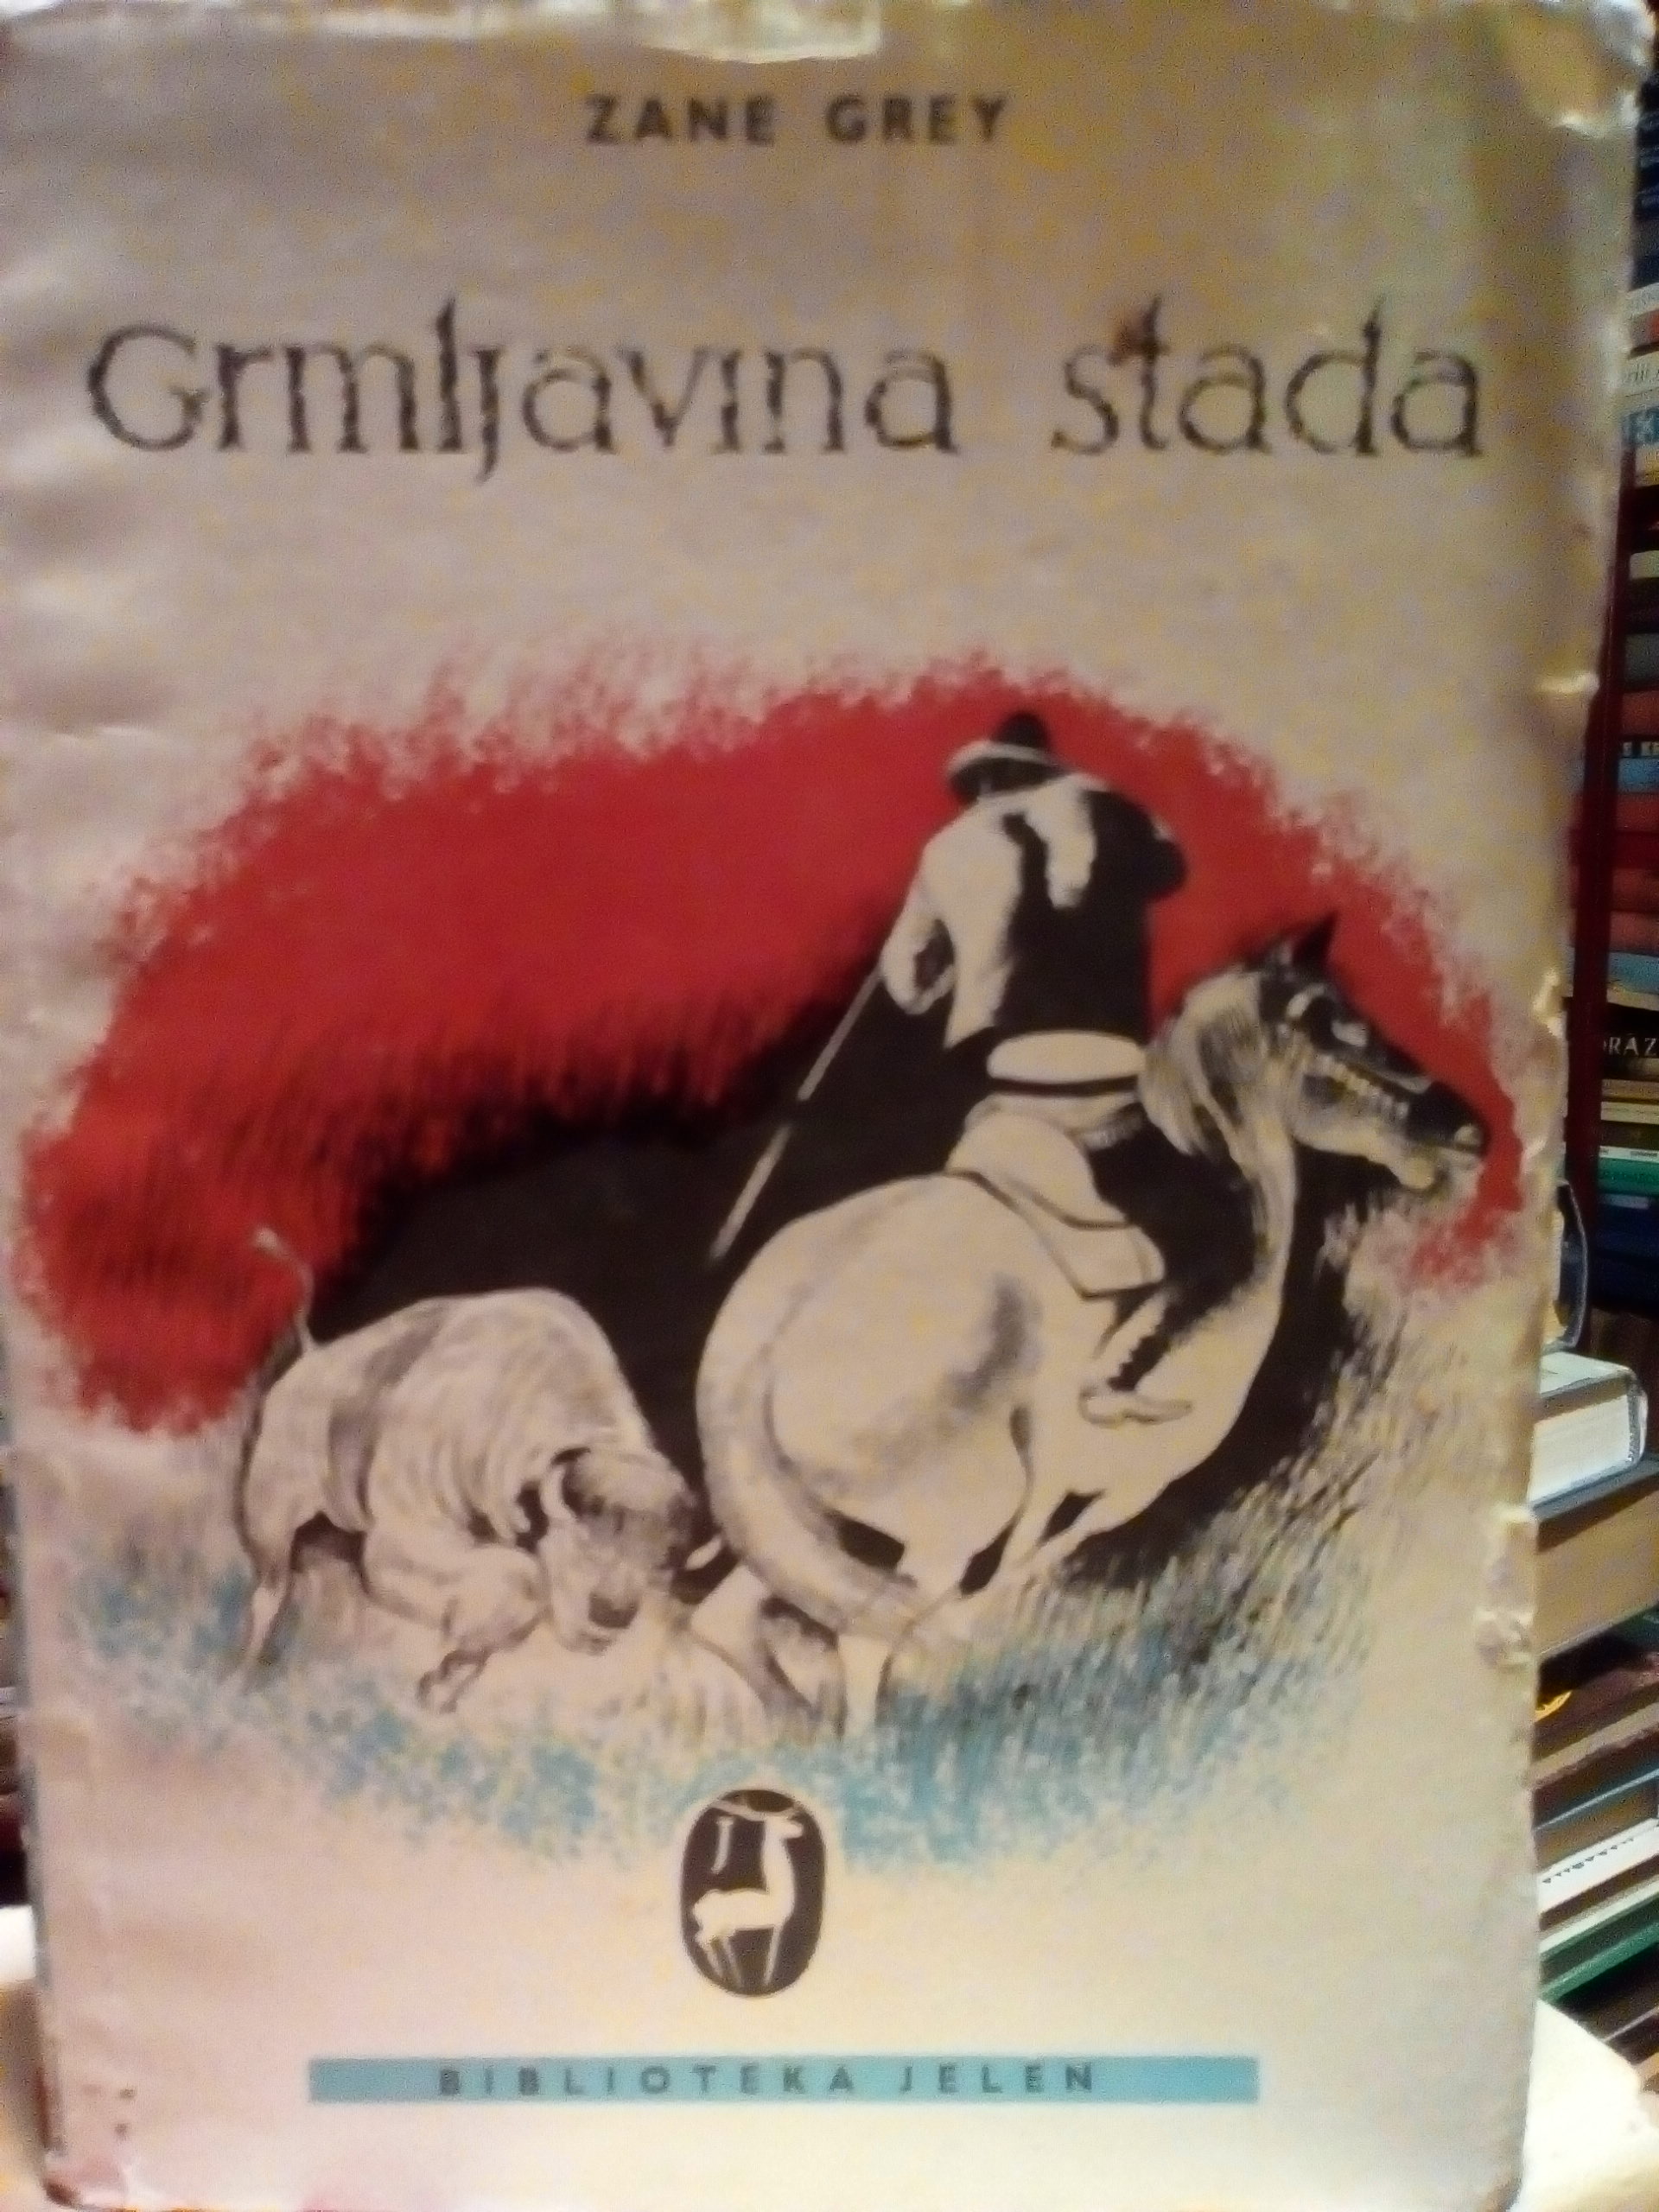 ZANE GREY
Grmljavina stada
BIBLIOTEKA JELEN